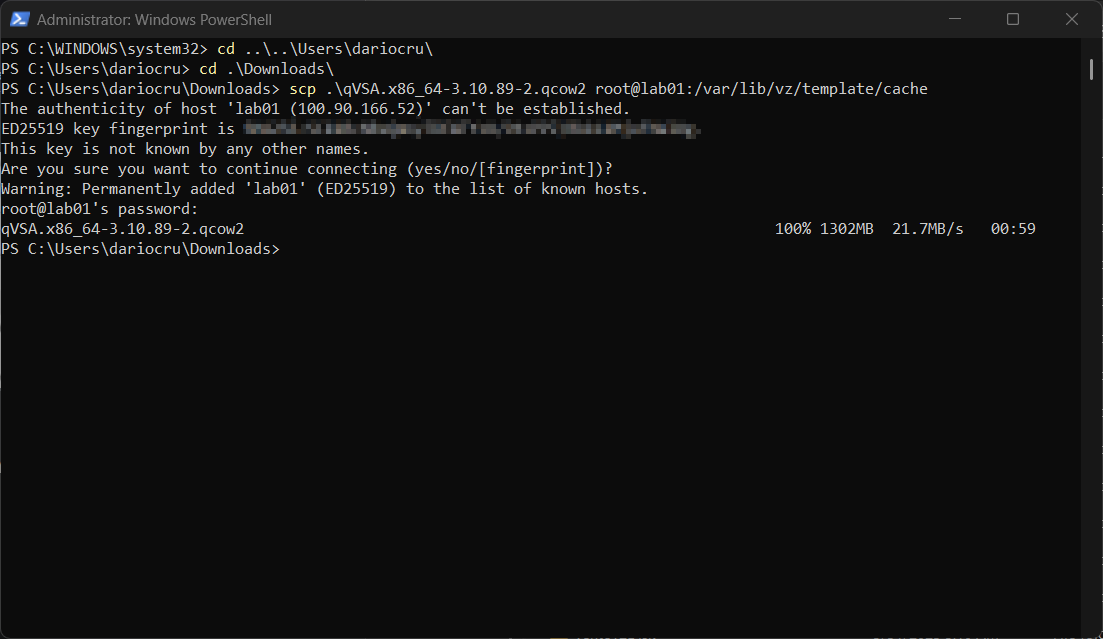 Administrator: Windows PowerShell
PS C:\WINDOWS\system32> cd ..\..\Users\dariocru\
PS C:\Users\dariocru> cd .\Downloads\
PS C:\Users\dariocru\Downloads> scp .\qVSA.x86_64-3.10.89-2.qcow2 root@lab01:/var/lib/vz/template/cache
The authenticity of host 'lab01 (100.90.166.52)' can't be established.
ED25519 key fingerprint is
This key is not known by any other names.
Are you sure you want to continue connecting (yes/no/[fingerprint])?
Warning: Permanently added 'lab01' (ED25519) to the list of known hosts.
root@lab01's password:
qVSA.x86_64-3.10.89-2.qcow2 100% 1302MB 21.7MB/s 00:59
PS C:\Users\dariocru\Downloads>